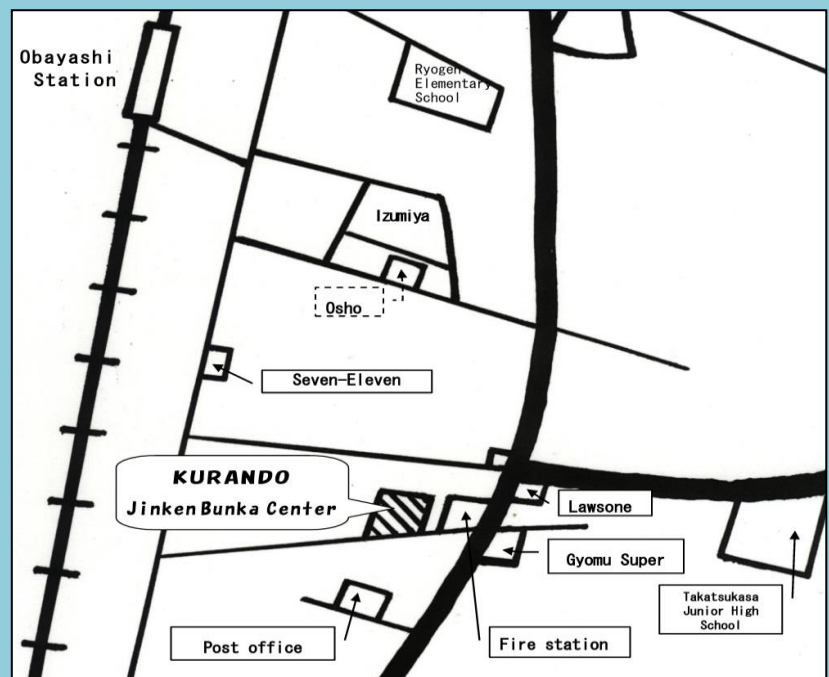 Obayashi
Station
Ryogen
Elementary
School
Izumiya
Osho
Seven-Eleven
KURANDO
Jinken Bunka Center
Lawsone
Gyomu Super
Takatsukasa
Junior High
School
Post office
Fire station